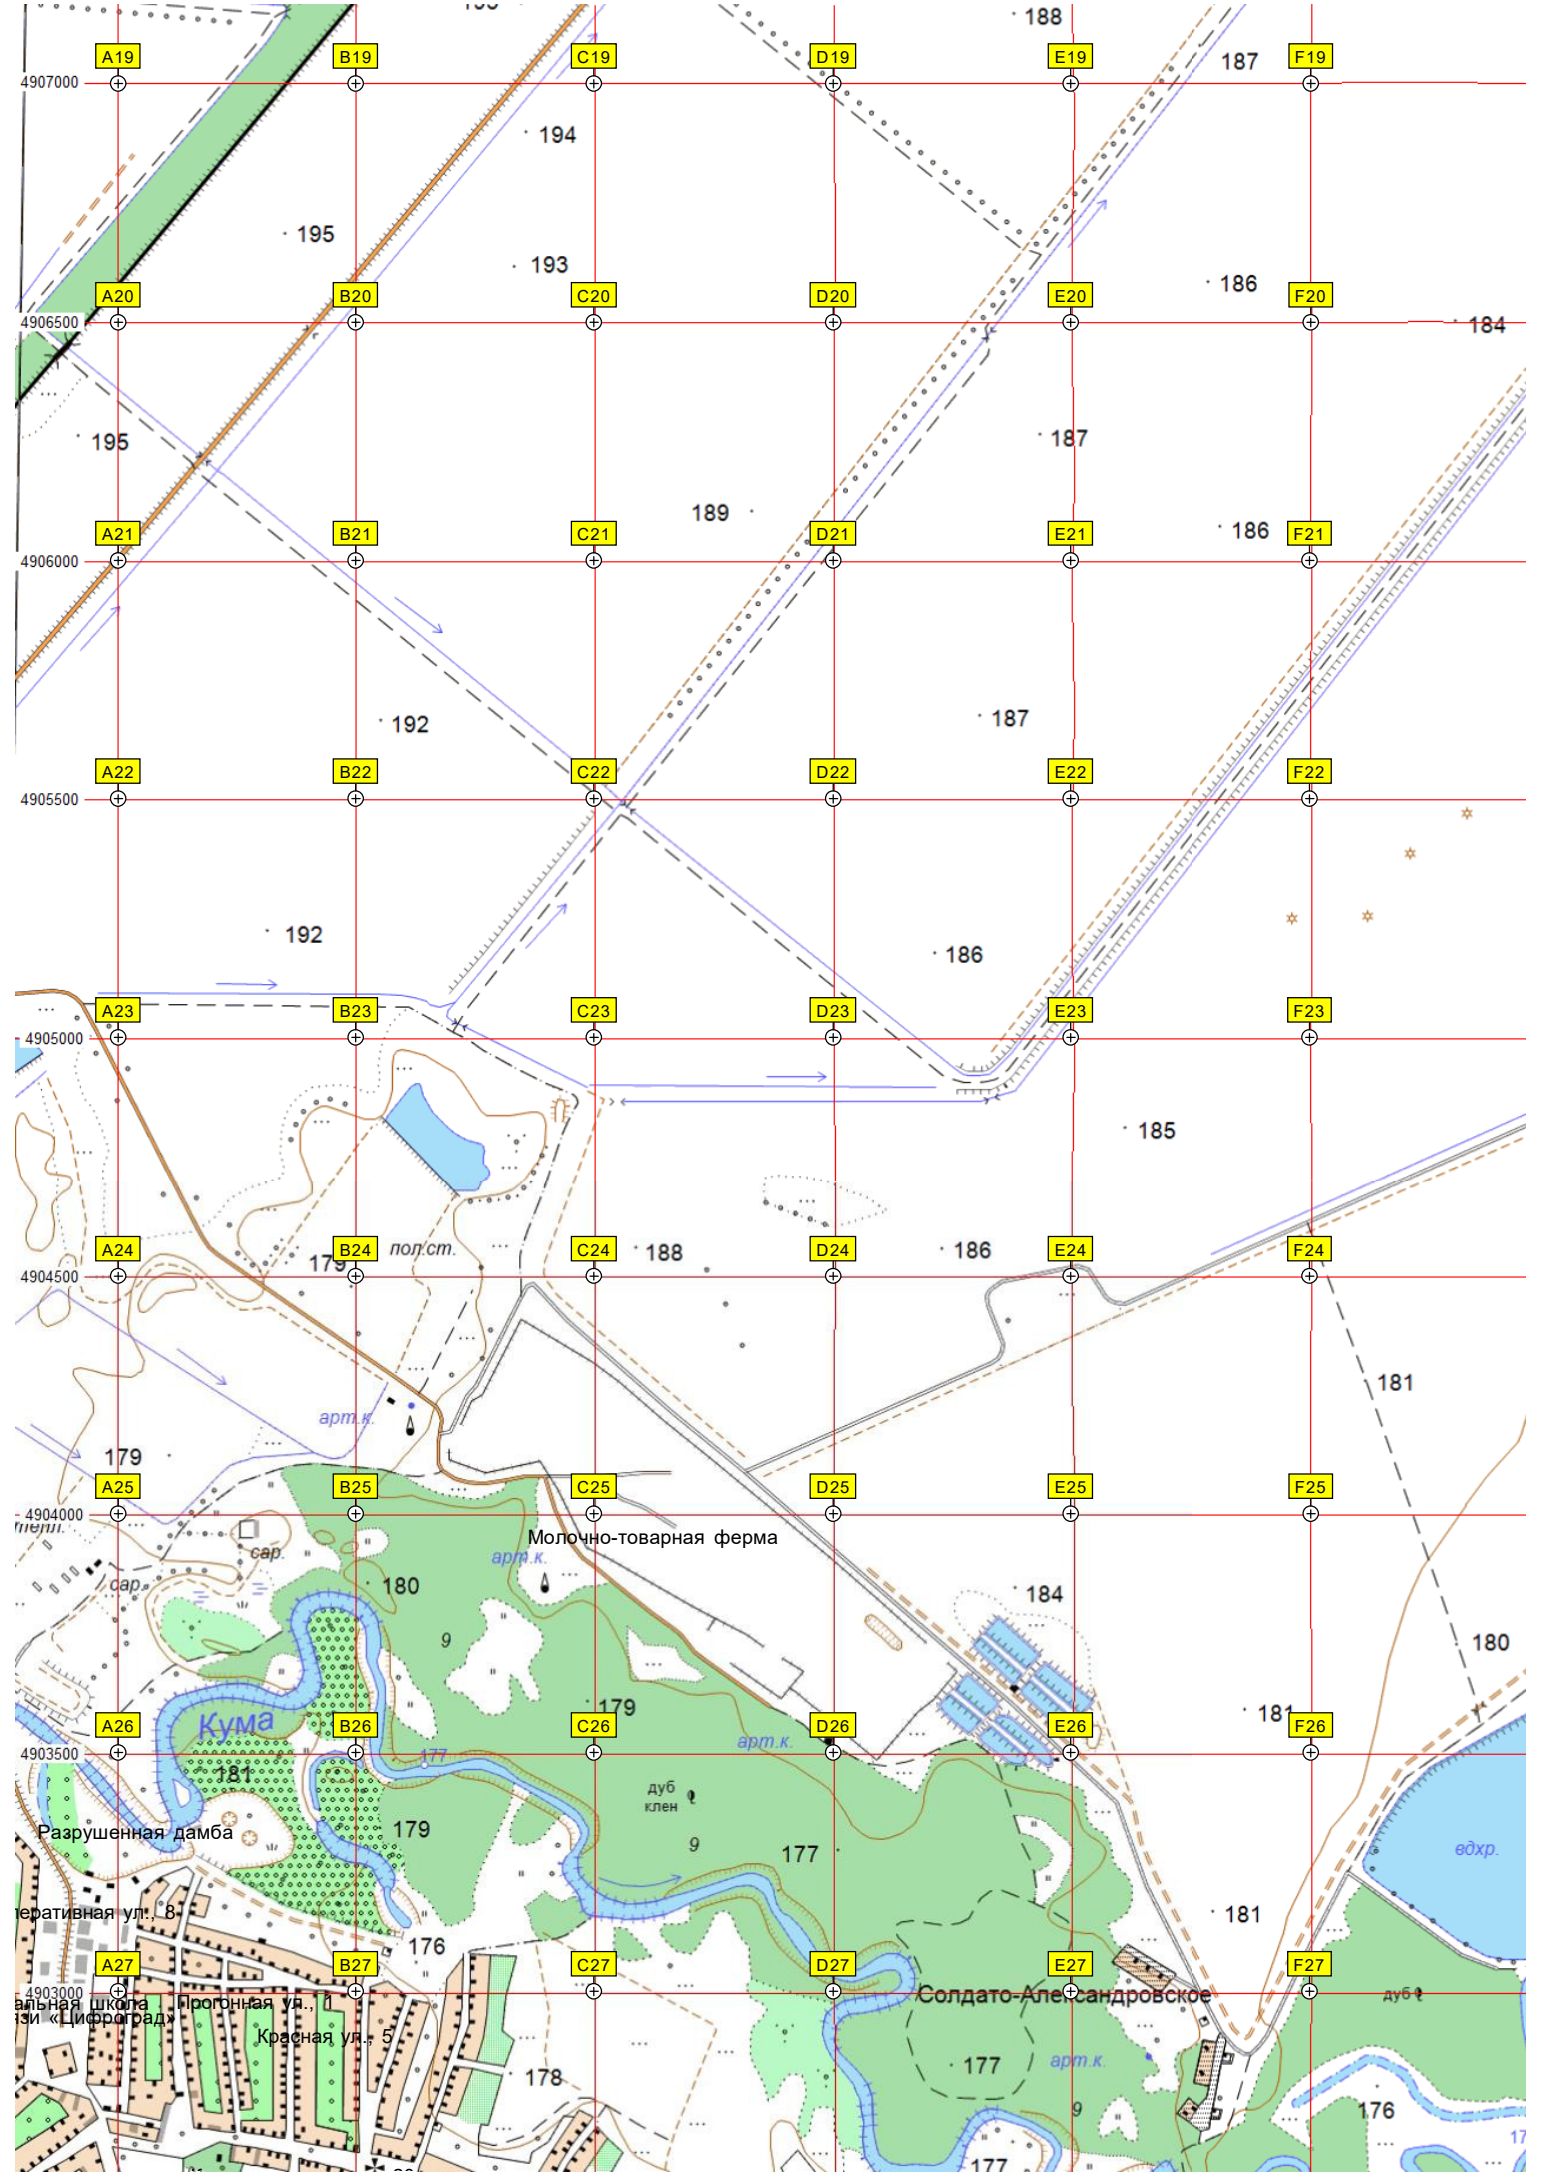 188
A19 B19 C19 D19 E19 187 F19
4907000
194
195
193
186
A20 B20 C20 D20 E20 F20
4906500
184
195
187
189
186
A21 B21 C21 D21 E21 F21
4906000
192
187
A22 B22 C22 D22 E22 F22
4905500
192
186
A23 B23 C23 D23 E23 F23
4905000
185
A24 179 B24 пол.ст. C24 188 D24 186 E24 F24
4904500
181
арт.к.
179
A25 B25 C25 D25 E25 F25
4904000
Молочно-товарная ферма
сар.
арт.к.
сар.
180
184
9
180
179
181
Кума
A26 B26 C26 D26 E26 F26
арт.к.
4903500
177
181
дуб
клен
Разрушенная дамба
179
9
177
вдхр.
перативная ул., 8
181
176
A27 B27 C27 D27 E27 F27
4903000
Солдато-Александровское
дуб
альная школа
Прогонная ул., 1
язи «Цифроград»
Красная ул., 5
177
арт.к.
178
9
176
177